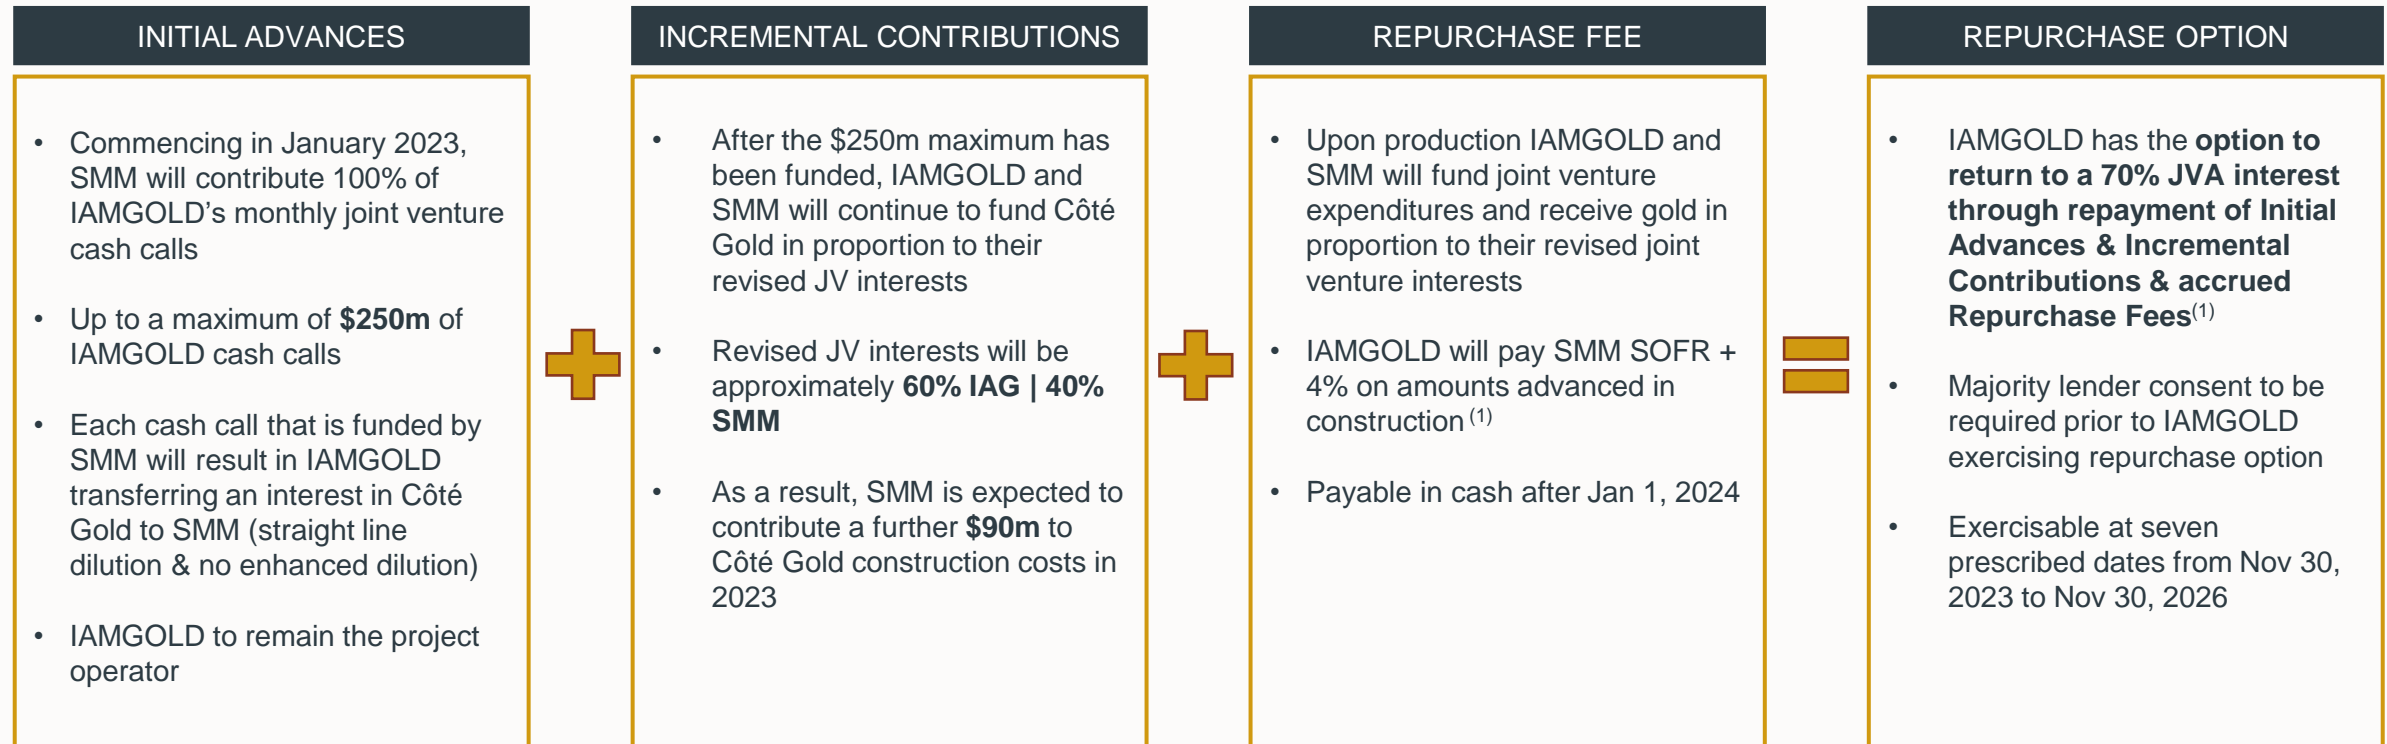 INITIAL ADVANCES
• Commencing in January 2023,
SMM will contribute 100% of
IAMGOLD’s monthly joint venture
cash calls
• Up to a maximum of $250m of
IAMGOLD cash calls
• Each cash call that is funded by
SMM will result in IAMGOLD
transferring an interest in Côté
Gold to SMM (straight line
dilution & no enhanced dilution)
• IAMGOLD to remain the project
operator
INCREMENTAL CONTRIBUTIONS
• After the $250m maximum has
been funded, IAMGOLD and
SMM will continue to fund Côté
Gold in proportion to their
revised JV interests
• Revised JV interests will be
approximately 60% IAG | 40%
SMM
• As a result, SMM is expected to
contribute a further $90m to
Côté Gold construction costs in
2023
REPURCHASE FEE
• Upon production IAMGOLD and
SMM will fund joint venture
expenditures and receive gold in
proportion to their revised joint
venture interests
• IAMGOLD will pay SMM SOFR +
4% on amounts advanced in
construction (1)
• Payable in cash after Jan 1, 2024
REPURCHASE OPTION
• IAMGOLD has the option to
return to a 70% JVA interest
through repayment of Initial
Advances & Incremental
Contributions & accrued
Repurchase Fees(1)
• Majority lender consent to be
required prior to IAMGOLD
exercising repurchase option
• Exercisable at seven
prescribed dates from Nov 30,
2023 to Nov 30, 2026